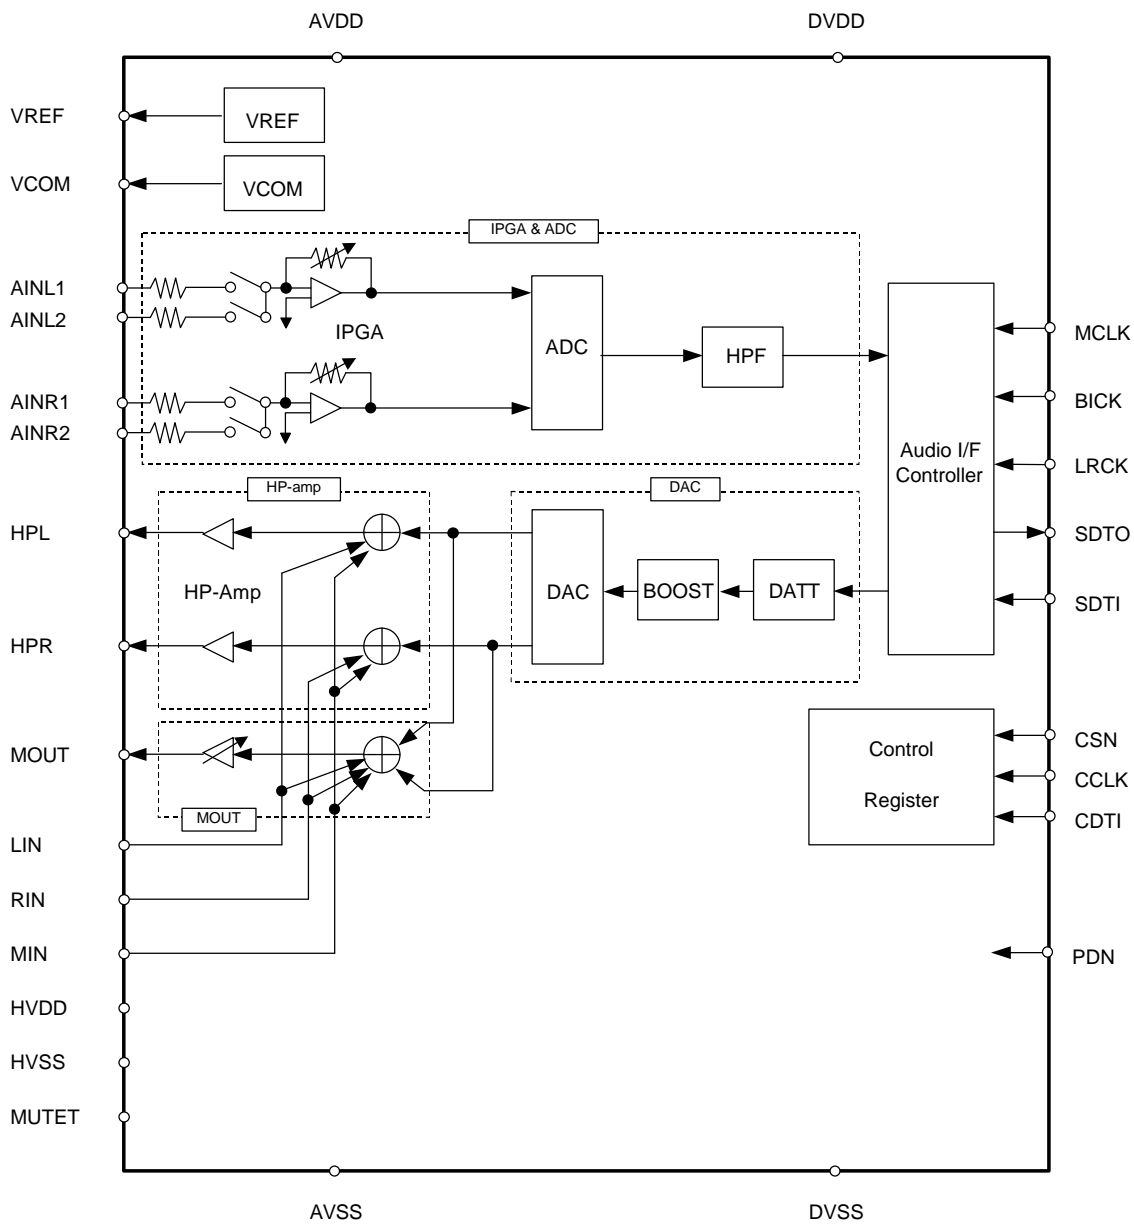 AVDD
DVDD
VREF
VREF
VCOM
VCOM
IPGA & ADC
AINL1
AINL2
IPGA
ADC
HPF
MCLK
AINR1
AINR2
BICK
Audio I/F
Controller
LRCK
HP-amp
DAC
HPL
SDTO
HP-Amp
DAC
BOOST
DATT
SDTI
HPR
MOUT
Control
Register
CSN
CCLK
CDTI
MOUT
LIN
RIN
MIN
PDN
HVDD
HVSS
MUTET
AVSS
DVSS